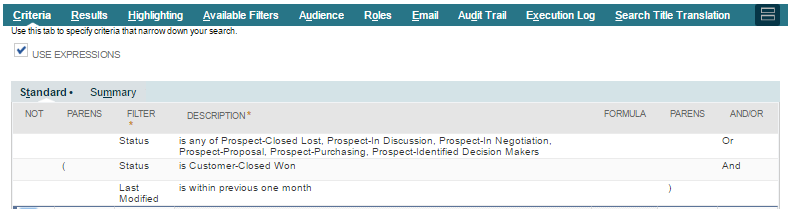 Criteria Results Highlighting Available Filters Audience Roles Email Audit Trail Execution Log Search Title Translation
Use this tab to specify criteria that narrow down your search.
USE EXPRESSIONS
Standard • Summary
NOT PARENS FILTER * DESCRIPTION * FORMULA PARENS AND/OR
Status is any of Prospect-Closed Lost, Prospect-In Discussion, Prospect-In Negotiation, Or
Prospect-Proposal, Prospect-Purchasing, Prospect-Identified Decision Makers
( Status is Customer-Closed Won And
Last is within previous one month )
Modified